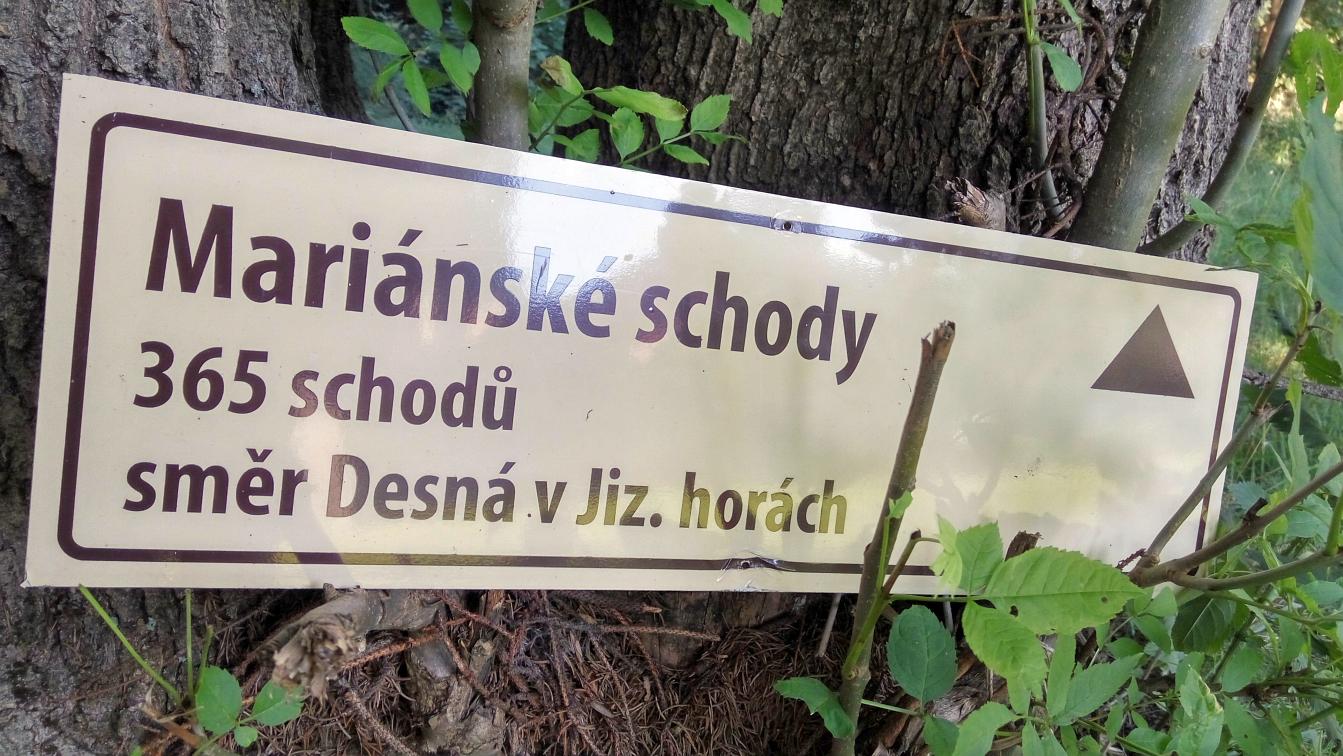 Mariánské schody
365 schodů
směr Desná v Jiz. horách